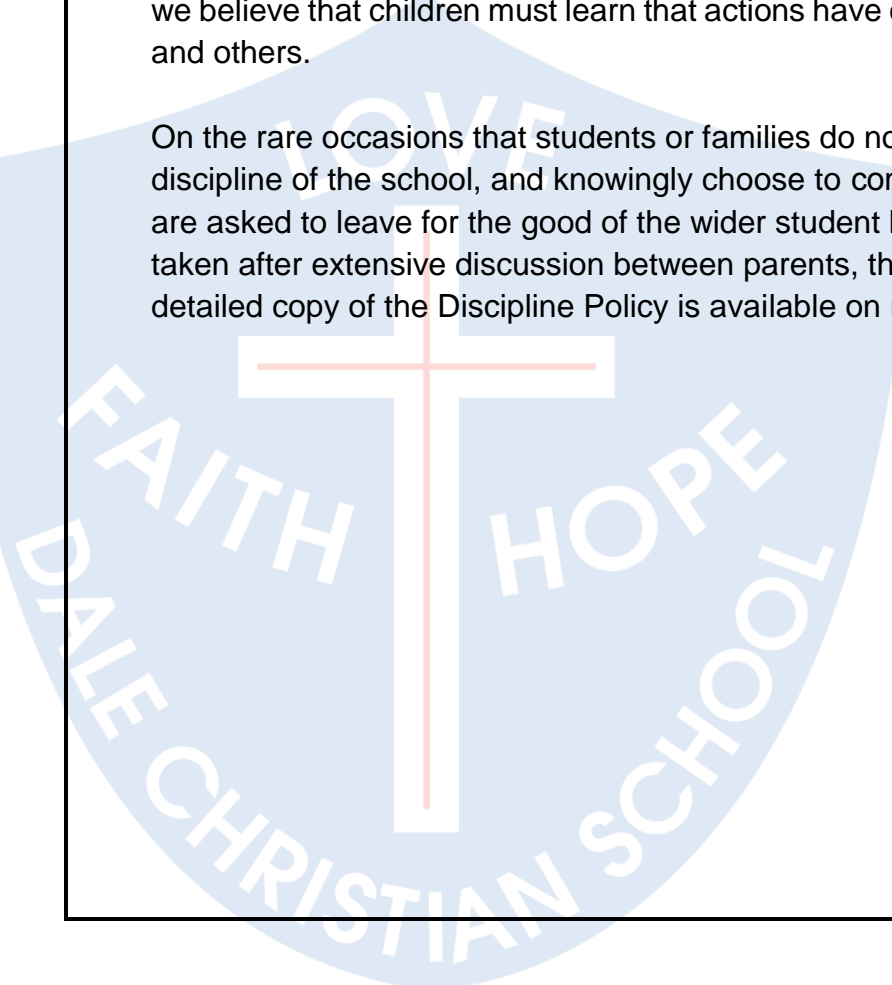 we believe that children must learn that actions have
and others.
LOVE
On the rare occasions that students or families do
discipline of the school, and knowingly choose to
are asked to leave for the good of the wider student
taken after extensive discussion between parents,
detailed copy of the Discipline Policy is available on
FAITH HOPE
DALE CHRISTIAN SCHOOL